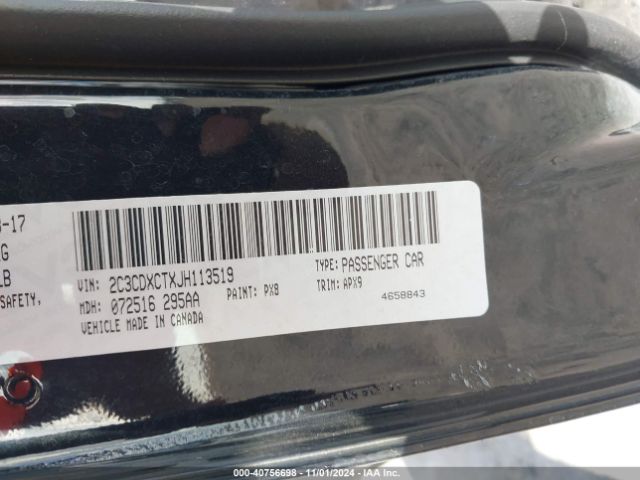 -17
G
LB
SAFETY,
VIN: 2C3CDXCTXJH113519
TYPE: PASSENGER CAR
MDH: 072516 295AA
PAINT: PX8
TRIM: APX9
VEHICLE MADE IN CANADA
4658843
000-40756698 - 11/01/2024 - IAA Inc.